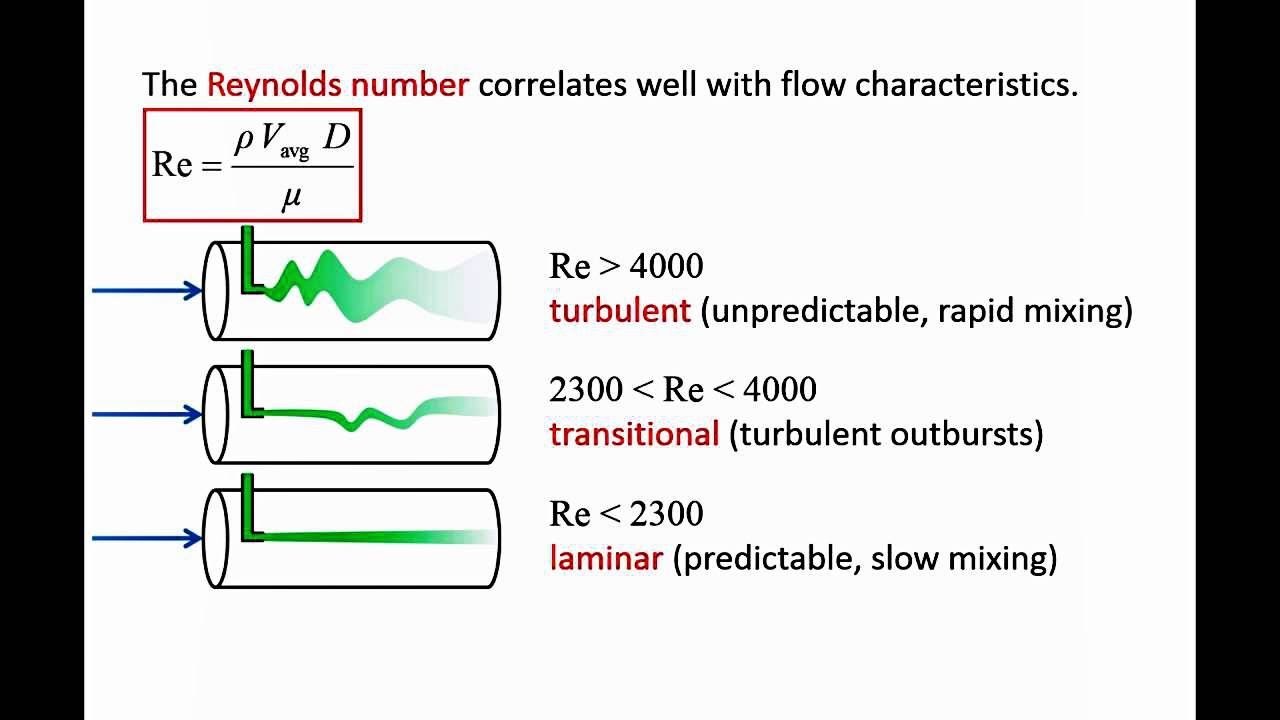 The Reynolds number correlates well with flow characteristics.
Re = ρ V_avg D / μ
Re > 4000
turbulent (unpredictable, rapid mixing)
2300 < Re < 4000
transitional (turbulent outbursts)
Re < 2300
laminar (predictable, slow mixing)